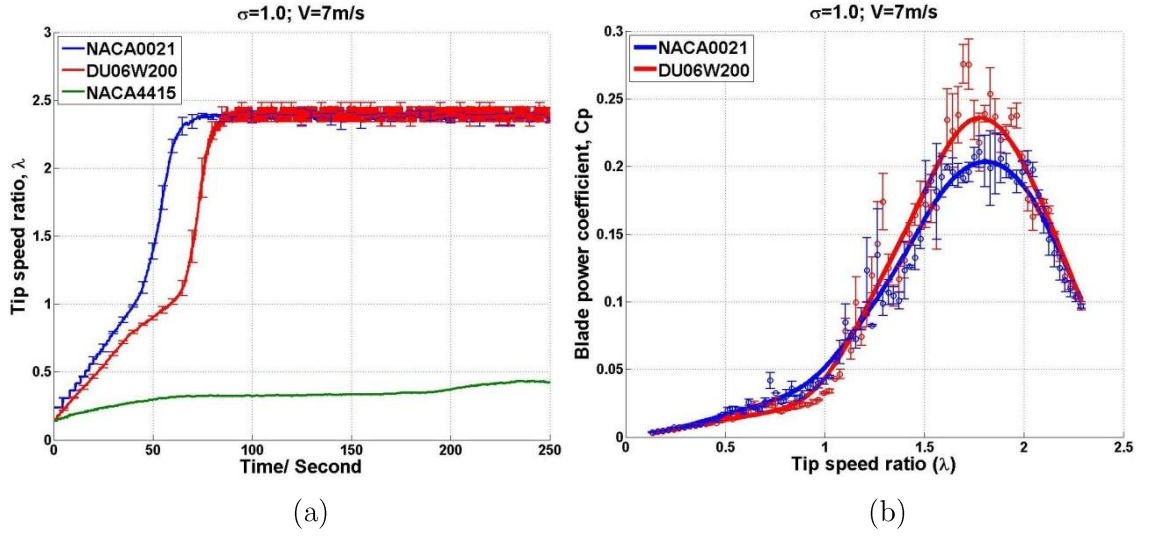 σ=1.0; V=7m/s
NACA0021
DU06W200
NACA4415
Tip speed ratio, λ
3
2.5
2
1.5
1
0.5
0
0 50 100 150 200 250
Time/ Second
(a)
σ=1.0; V=7m/s
NACA0021
DU06W200
Blade power coefficient, Cp
0.3
0.25
0.2
0.15
0.1
0.05
0
0.5 1 1.5 2 2.5
Tip speed ratio (λ)
(b)